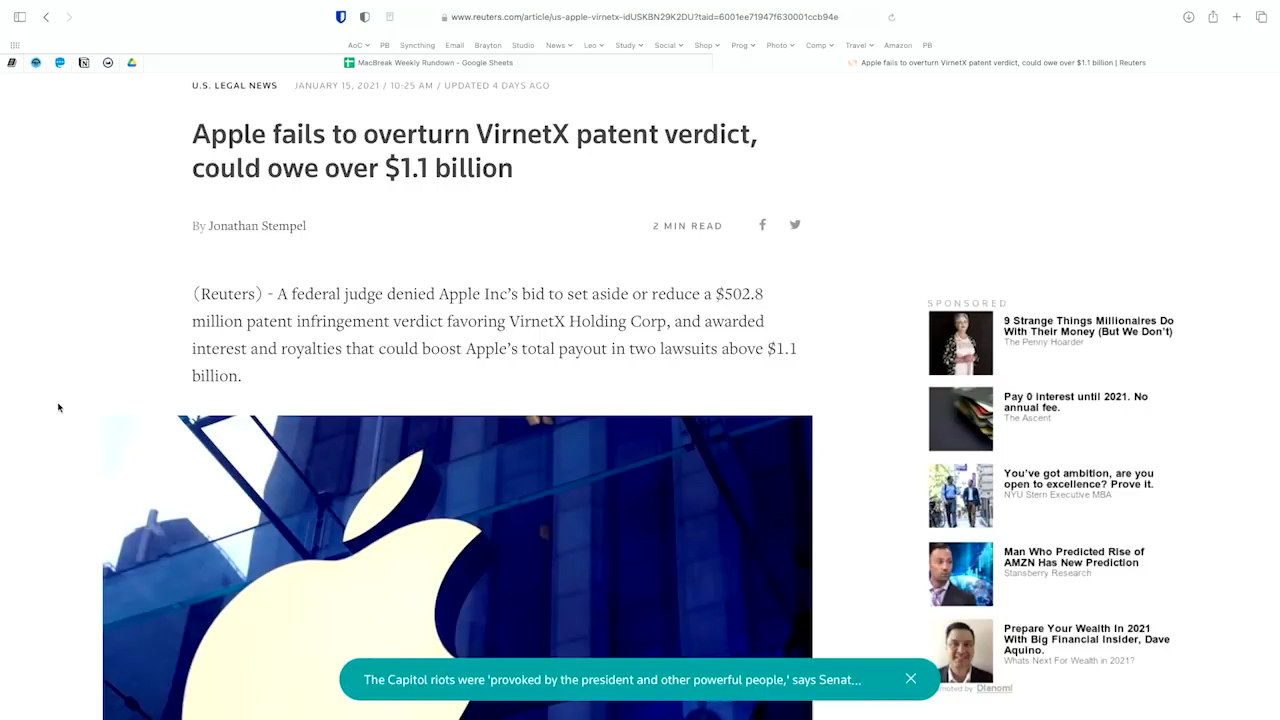 www.reuters.com/article/us-apple-virnetx-idUSKBN29K2DU?taid=6001ee71947f630001ccb94e
AoC PB Syncthing Email Brayton Studio News Leo Study Social Shop Prog Photo Comp Travel Amazon PB
MacBreak Weekly Rundown - Google Sheets
Apple fails to overturn VirnetX patent verdict, could owe over $1.1 billion | Reuters
U.S. LEGAL NEWS JANUARY 15, 2021 / 10:25 AM / UPDATED 4 DAYS AGO
Apple fails to overturn VirnetX patent verdict,
could owe over $1.1 billion
By Jonathan Stempel
2 MIN READ
(Reuters) - A federal judge denied Apple Inc’s bid to set aside or reduce a $502.8
million patent infringement verdict favoring VirnetX Holding Corp, and awarded
interest and royalties that could boost Apple’s total payout in two lawsuits above $1.1
billion.
SPONSORED
9 Strange Things Millionaires Do
With Their Money (But We Don’t)
The Penny Hoarder
Pay 0 Interest until 2021. No
annual fee.
The Ascent
You’ve got ambition, are you
open to excellence? Prove it.
NYU Stern Executive MBA
Man Who Predicted Rise of
AMZN Has New Prediction
Stansberry Research
Prepare Your Wealth In 2021
With Big Financial Insider, Dave
Aquino.
Whats Next For Wealth in 2021?
by Dianomi
The Capitol riots were 'provoked by the president and other powerful people,' says Senat...